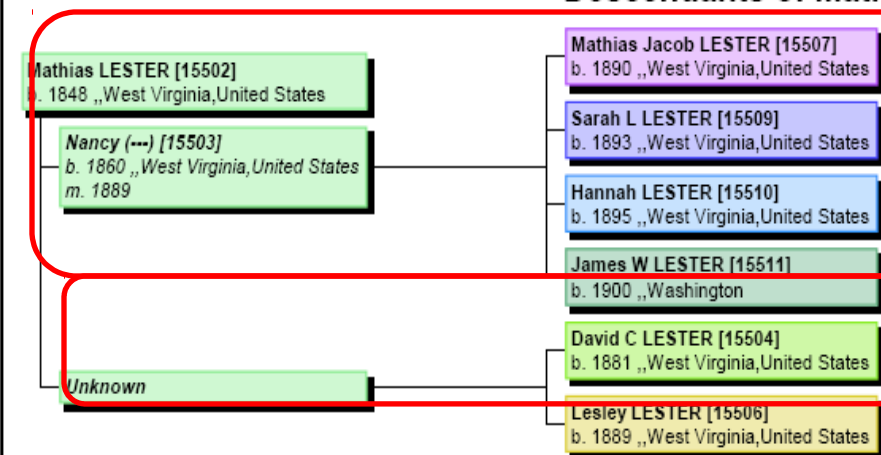 Mathias LESTER [15502]
b. 1848 ,,West Virginia,United States
Nancy (---) [15503]
b. 1860 ,,West Virginia,United States
m. 1889
Unknown
Mathias Jacob LESTER [15507]
b. 1890 ,,West Virginia,United States
Sarah L LESTER [15509]
b. 1893 ,,West Virginia,United States
Hannah LESTER [15510]
b. 1895 ,,West Virginia,United States
James W LESTER [15511]
b. 1900 ,,Washington
David C LESTER [15504]
b. 1881 ,,West Virginia,United States
Lesley LESTER [15506]
b. 1889 ,,West Virginia,United States